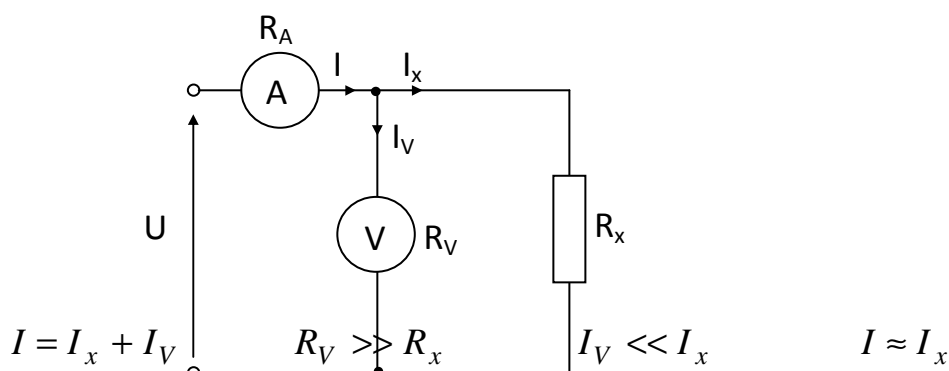 R_A
A
I
I_x
I_V
U
V
R_V
R_x
I = I_x + I_V
R_V >> R_x
I_V << I_x
I ≈ I_x